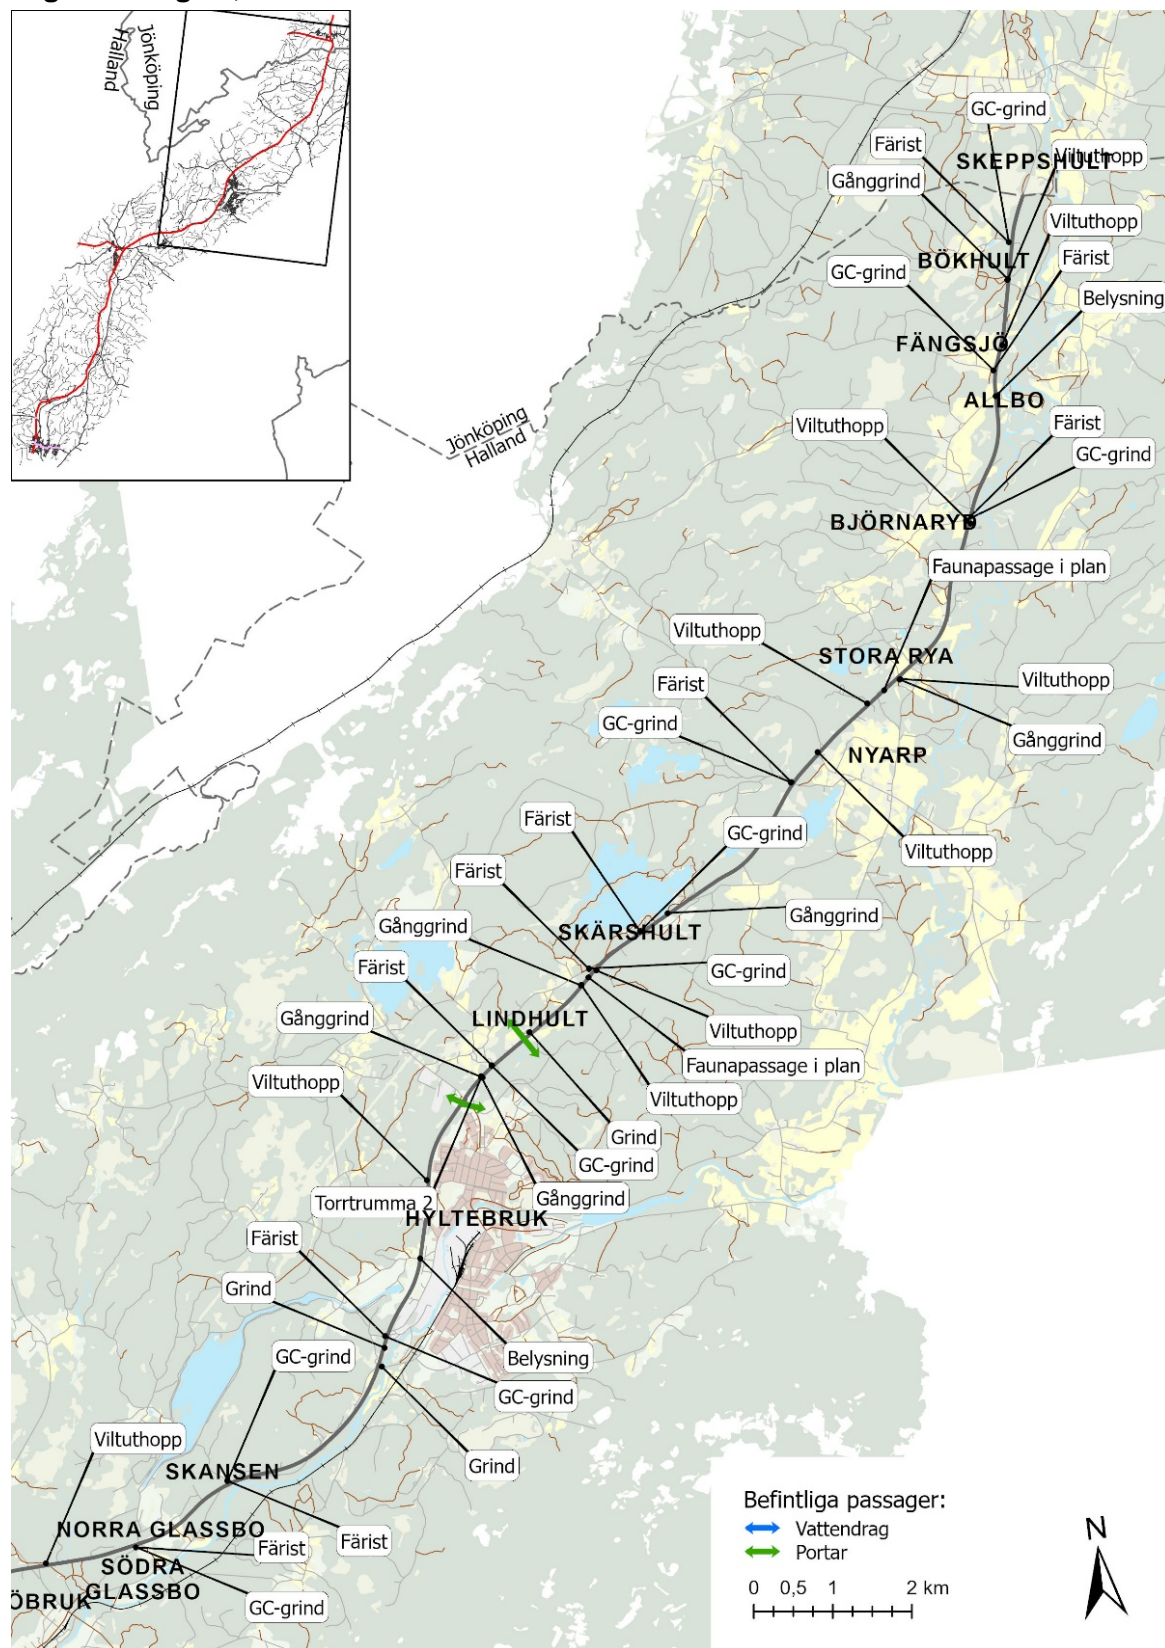 Jönköping
Halland
GC-grind
Färist
SKEPPSHULT
Viltuthopp
Gånggrind
Viltuthopp
BÖKHULT
Färist
GC-grind
Belysning
FÄNGSJÖ
ALLBO
Viltuthopp
Färist
Jönköping
Halland
GC-grind
BJÖRNARYD
Faunapassage i plan
Viltuthopp
STORA RYA
Färist
Viltuthopp
GC-grind
Gånggrind
NYARP
Färist
GC-grind
Viltuthopp
Färist
Gånggrind
Gånggrind
SKÄRSHULT
Färist
GC-grind
Gånggrind
LINDHULT
Viltuthopp
Faunapassage i plan
Viltuthopp
Viltuthopp
Grind
GC-grind
Torrtrumma 2
Gånggrind
HYLTEBRUK
Färist
Grind
GC-grind
Belysning
GC-grind
Viltuthopp
Grind
SKANSEN
NORRA GLASSBO
Färist
Färist
SÖDRA
GLASSBO
ÖBRUK
GC-grind
Befintliga passager:
Vattendrag
Portar
0 0,5 1 2 km
N